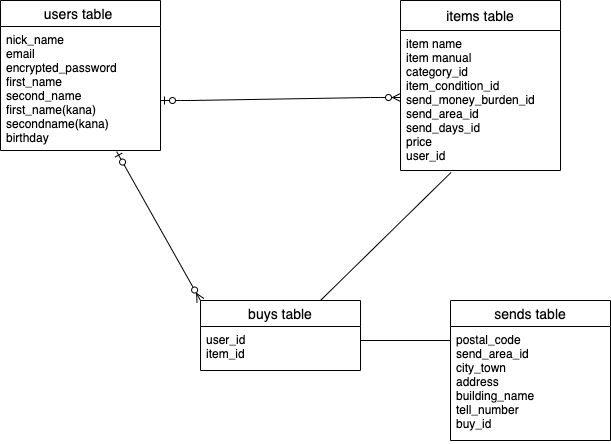 users table
nick_name
email
encrypted_password
first_name
second_name
first_name(kana)
secondname(kana)
birthday
items table
item name
item manual
category_id
item_condition_id
send_money_burden_id
send_area_id
send_days_id
price
user_id
buys table
user_id
item_id
sends table
postal_code
send_area_id
city_town
address
building_name
tell_number
buy_id